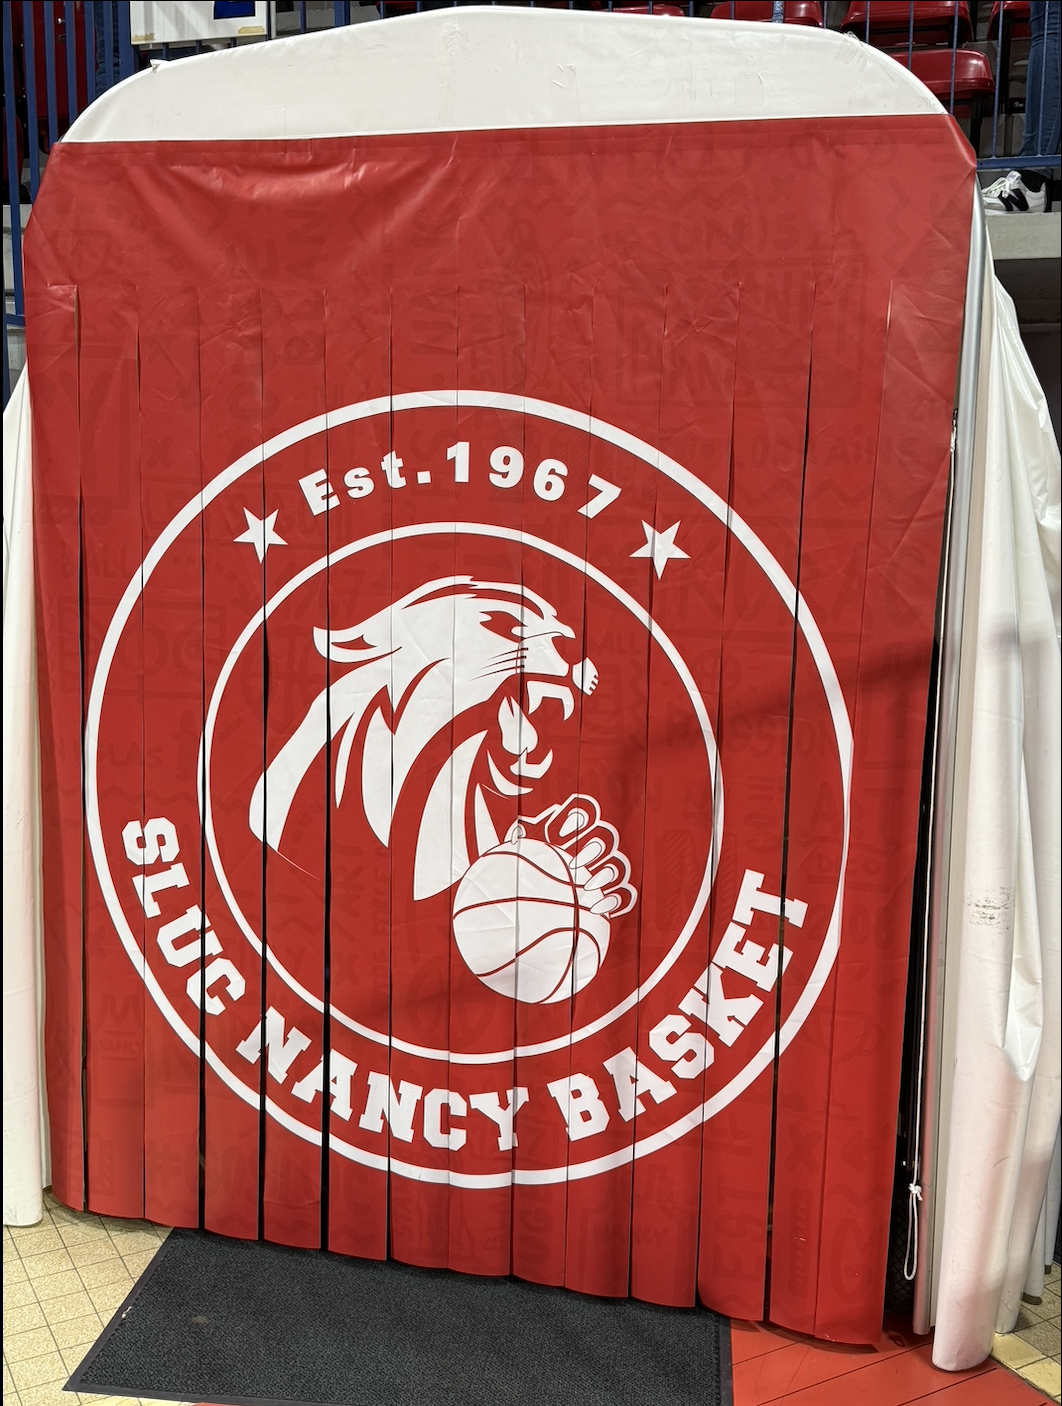 Est. 1967
SLUC NANCY BASKET